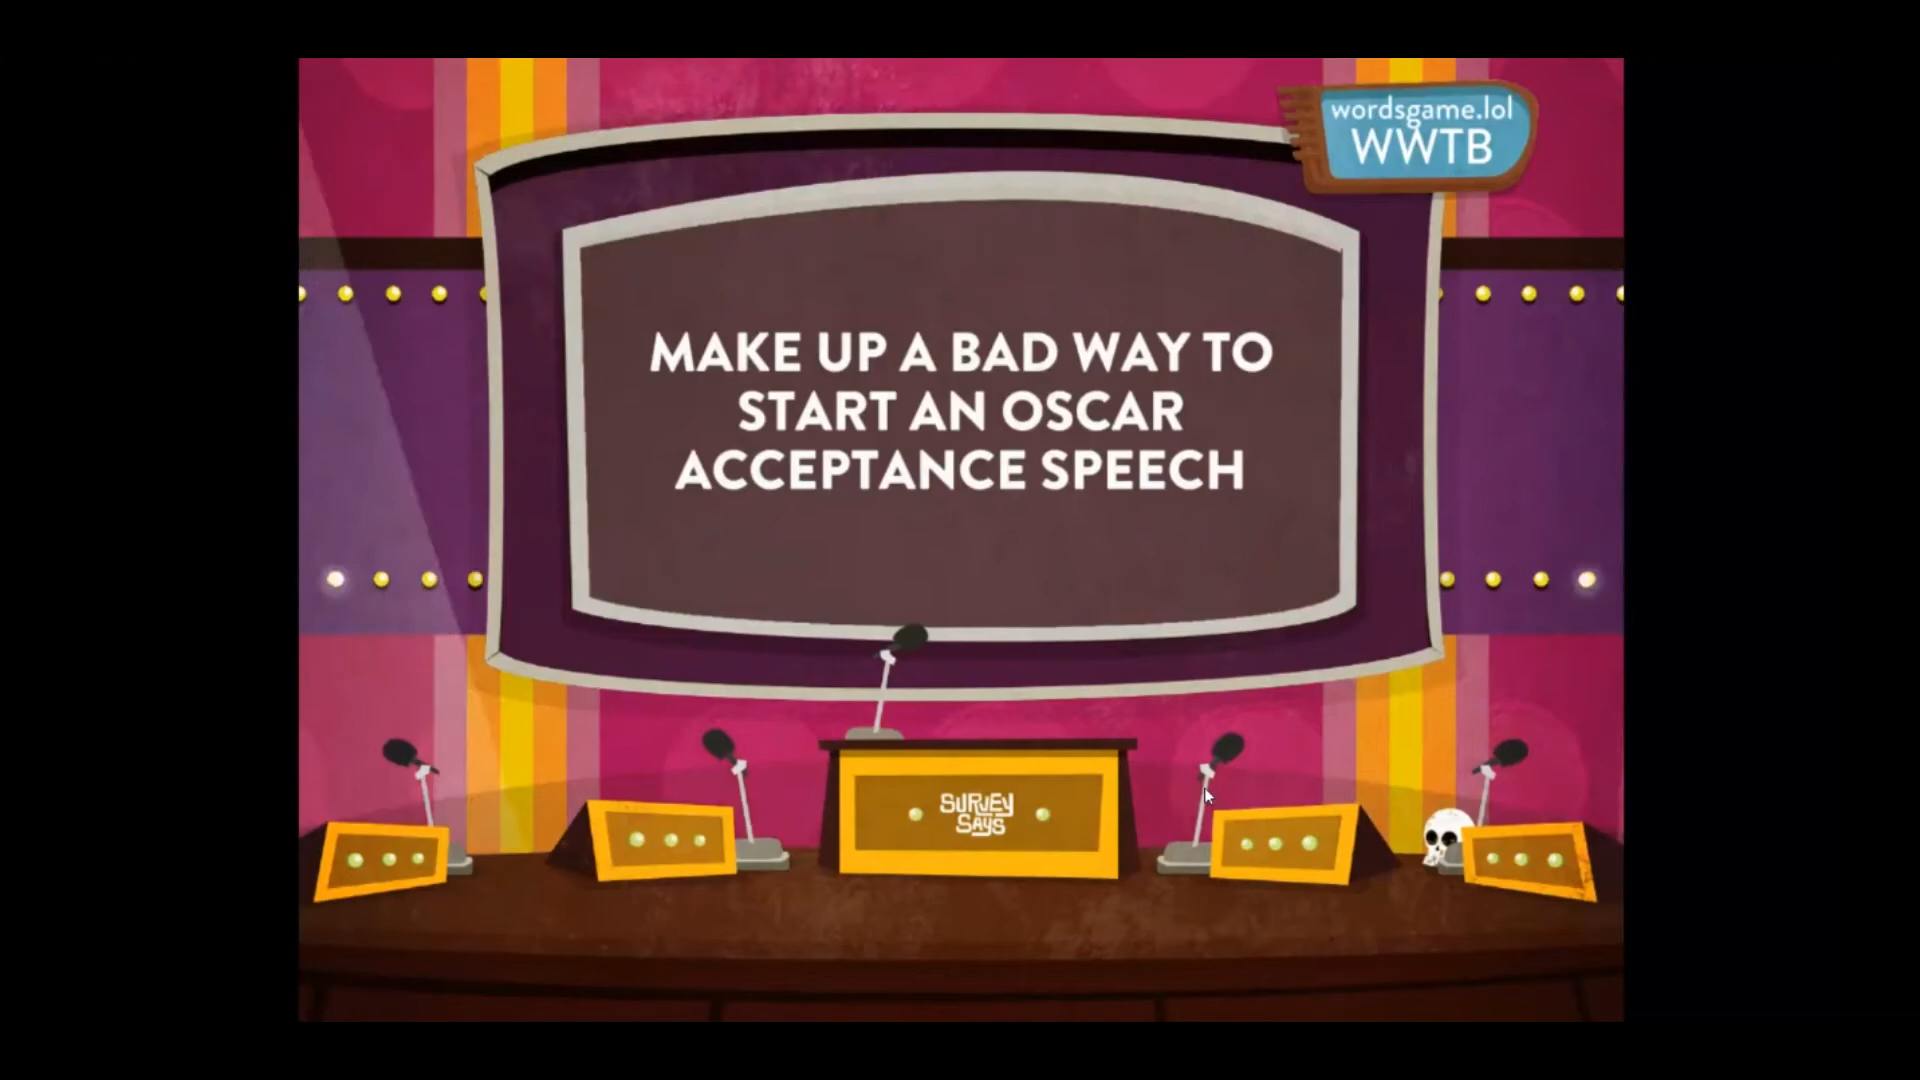 wordsgame.lol
WWTB
MAKE UP A BAD WAY TO
START AN OSCAR
ACCEPTANCE SPEECH
SURVEY
SAYS